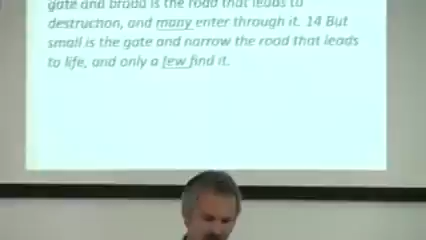 gate and broad is the road that leads to
destruction, and many enter through it. 14 But
small is the gate and narrow the road that leads
to life, and only a few find it.